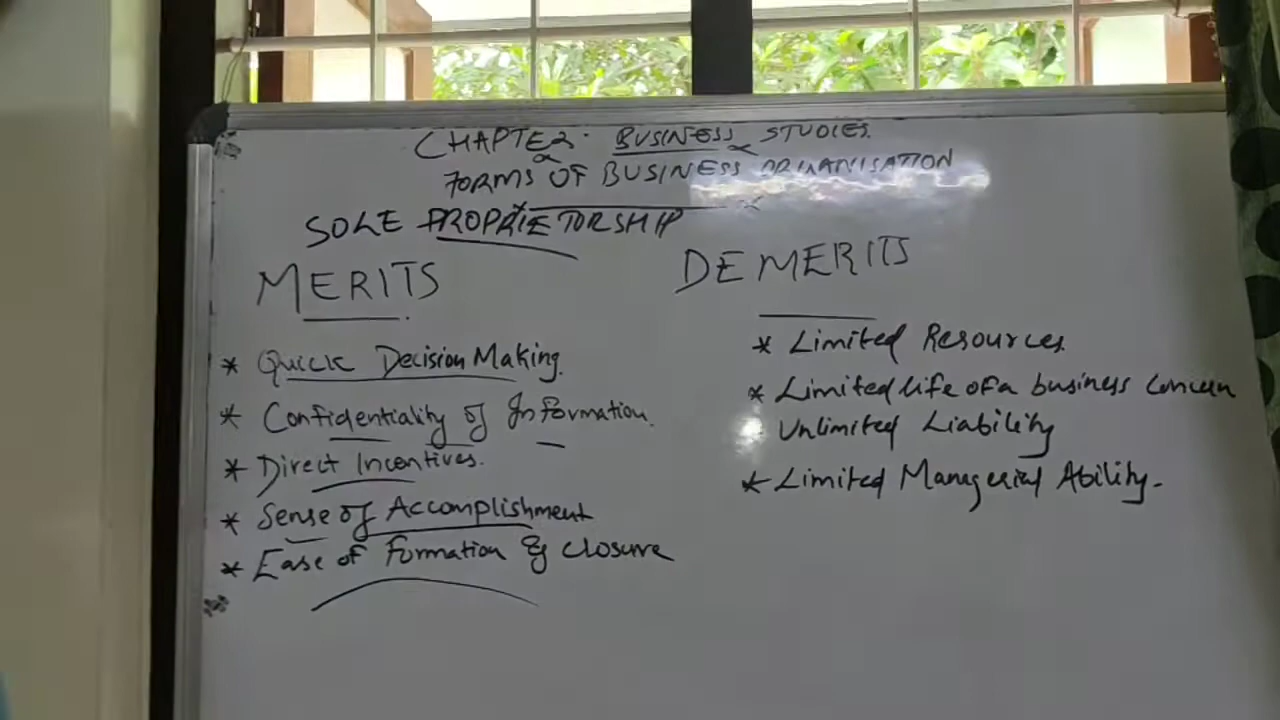 CHAPTER: BUSINESS STUDIES.
FORMS OF BUSINESS ORGANISATION
SOLE PROPRIETORSHIP
MERITS
* Quick Decision Making.
* Confidentiality of Information.
* Direct Incentives.
* Sense of Accomplishment
* Ease of Formation & Closure
DEMERITS
* Limited Resources.
* Limited life of a business Concern
Unlimited Liability
* Limited Managerial Ability.